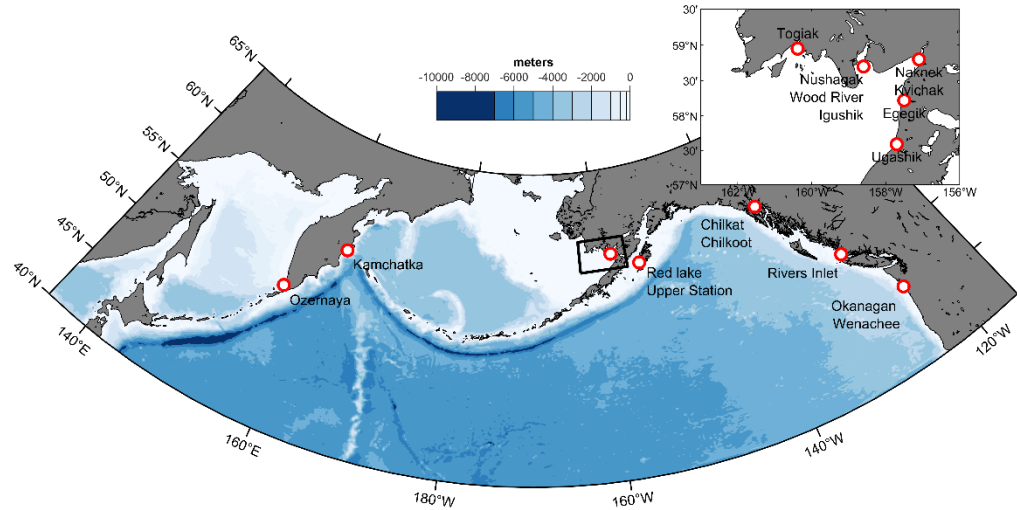 30'
59°N
30'
58°N
30'
57°N
162°W
160°W
158°W
156°W
Togiak
Nushagak
Wood River
Igushik
Naknek
Kvichak
Egegik
Ugashik
meters
-10000
-8000
-6000
-4000
-2000
0
65°N
60°N
55°N
50°N
45°N
40°N
140°E
160°E
180°W
160°W
140°W
120°W
Ozernaya
Kamchatka
Red lake
Upper Station
Chilkat
Chilkoot
Rivers Inlet
Okanagan
Wenachee